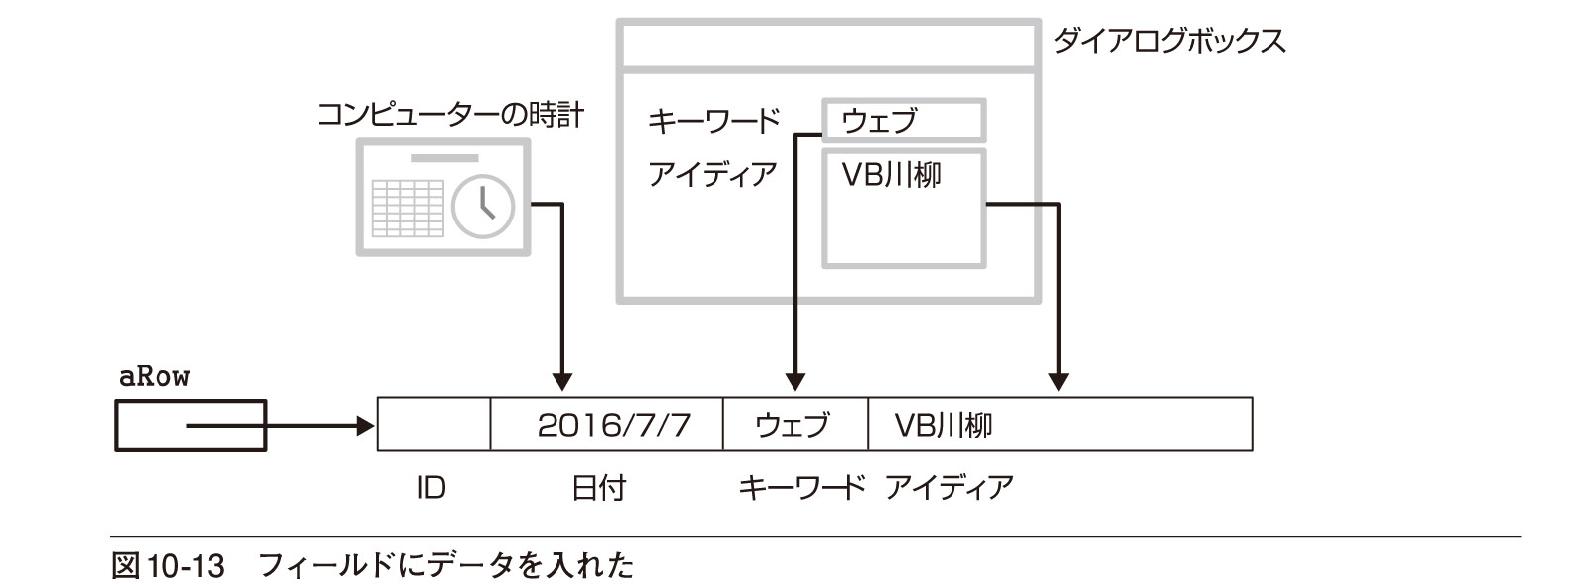 ダイアログボックス
コンピューターの時計
キーワード ウェブ
アイディア VB川柳
aRow
2016/7/7 ウェブ VB川柳
ID 日付 キーワード アイディア
図10-13 フィールドにデータを入れた